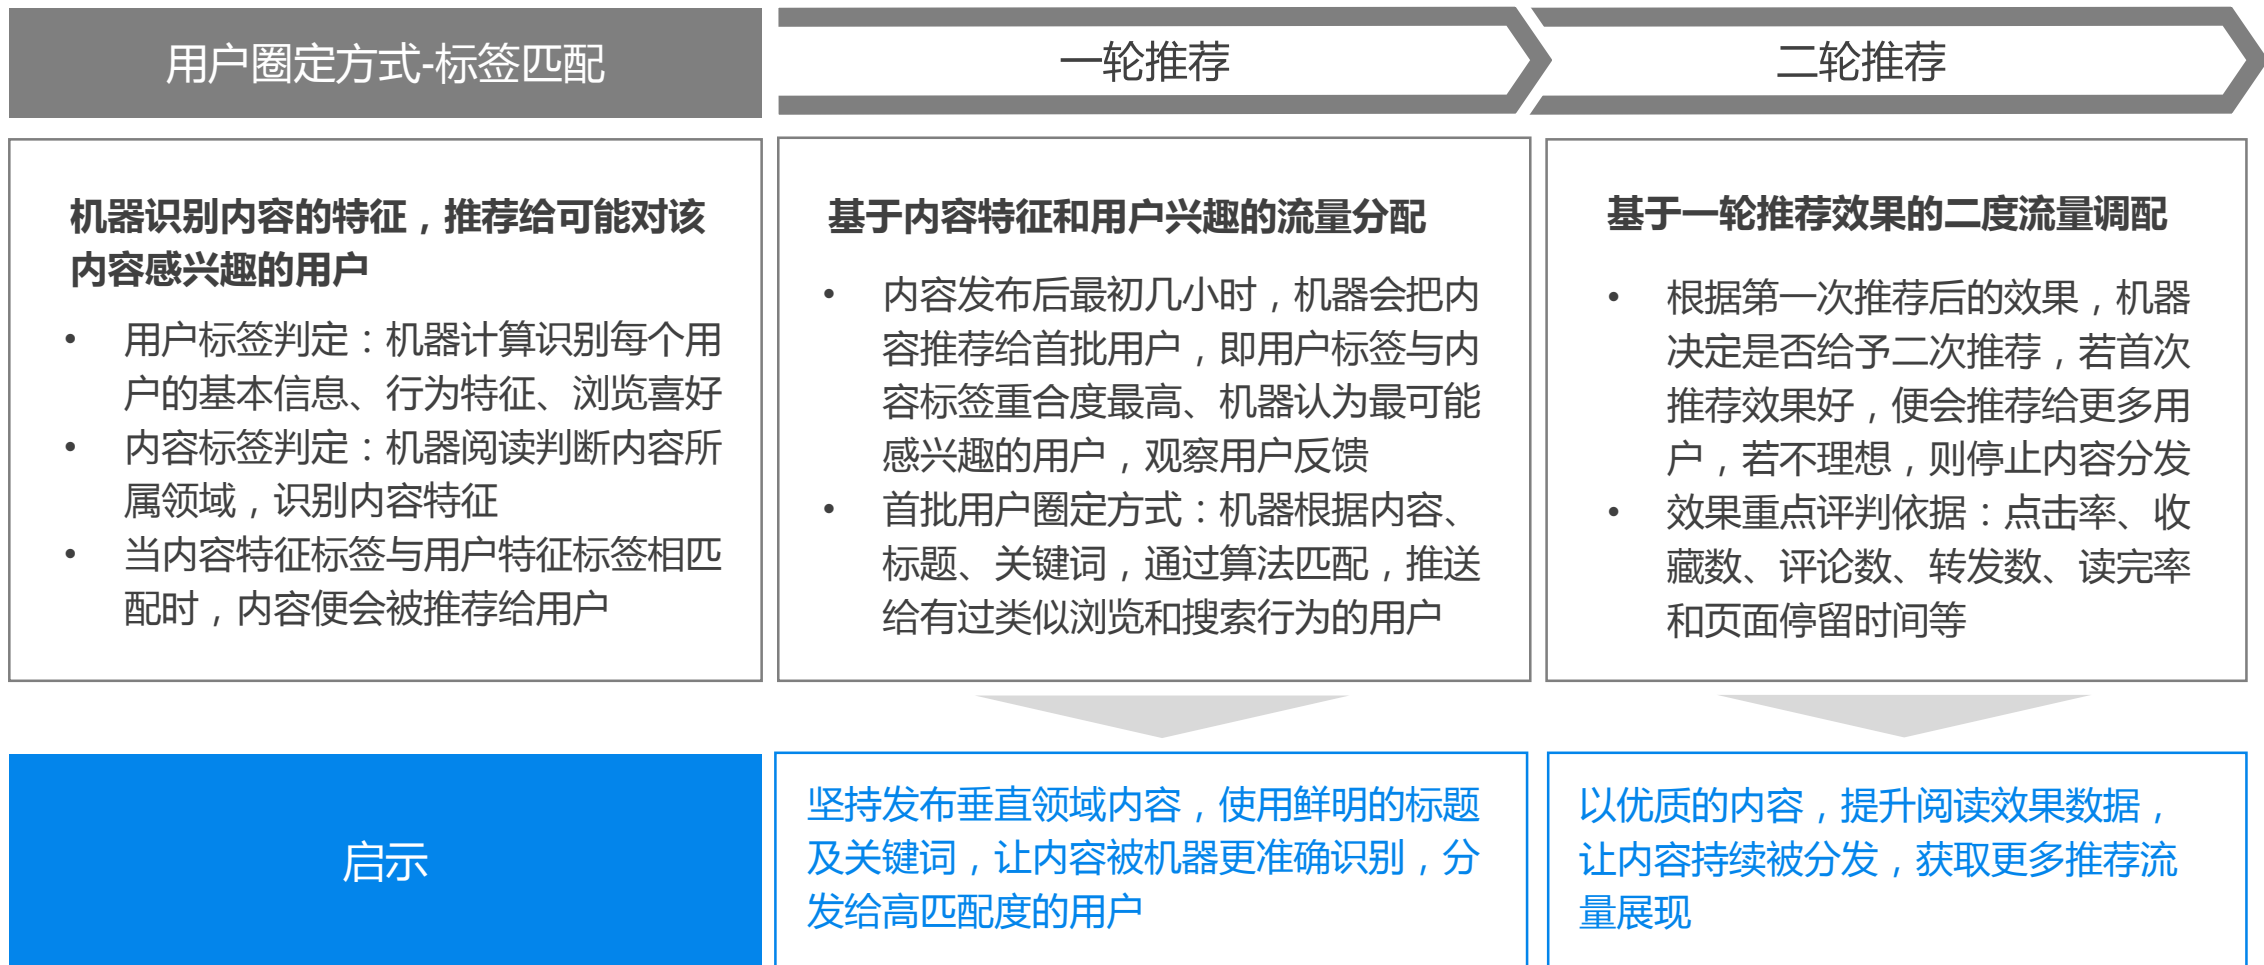 用户圈定方式-标签匹配
一轮推荐
二轮推荐
机器识别内容的特征，推荐给可能对该
内容感兴趣的用户
• 用户标签判定：机器计算识别每个用
户的基本信息、行为特征、浏览喜好
• 内容标签判定：机器阅读判断内容所
属领域，识别内容特征
• 当内容特征标签与用户特征标签相匹
配时，内容便会被推荐给用户
基于内容特征和用户兴趣的流量分配
• 内容发布后最初几小时，机器会把内
容推荐给首批用户，即用户标签与内
容标签重合度最高、机器认为最可能
感兴趣的用户，观察用户反馈
• 首批用户圈定方式：机器根据内容、
标题、关键词，通过算法匹配，推送
给有过类似浏览和搜索行为的用户
基于一轮推荐效果的二度流量调配
• 根据第一次推荐后的效果，机器
决定是否给予二次推荐，若首次
推荐效果好，便会推荐给更多用
户，若不理想，则停止内容分发
• 效果重点评判依据：点击率、收
藏数、评论数、转发数、读完率
和页面停留时间等
启示
坚持发布垂直领域内容，使用鲜明的标题
及关键词，让内容被机器更准确识别，分
发给高匹配度的用户
以优质的内容，提升阅读效果数据，
让内容持续被分发，获取更多推荐流
量展现